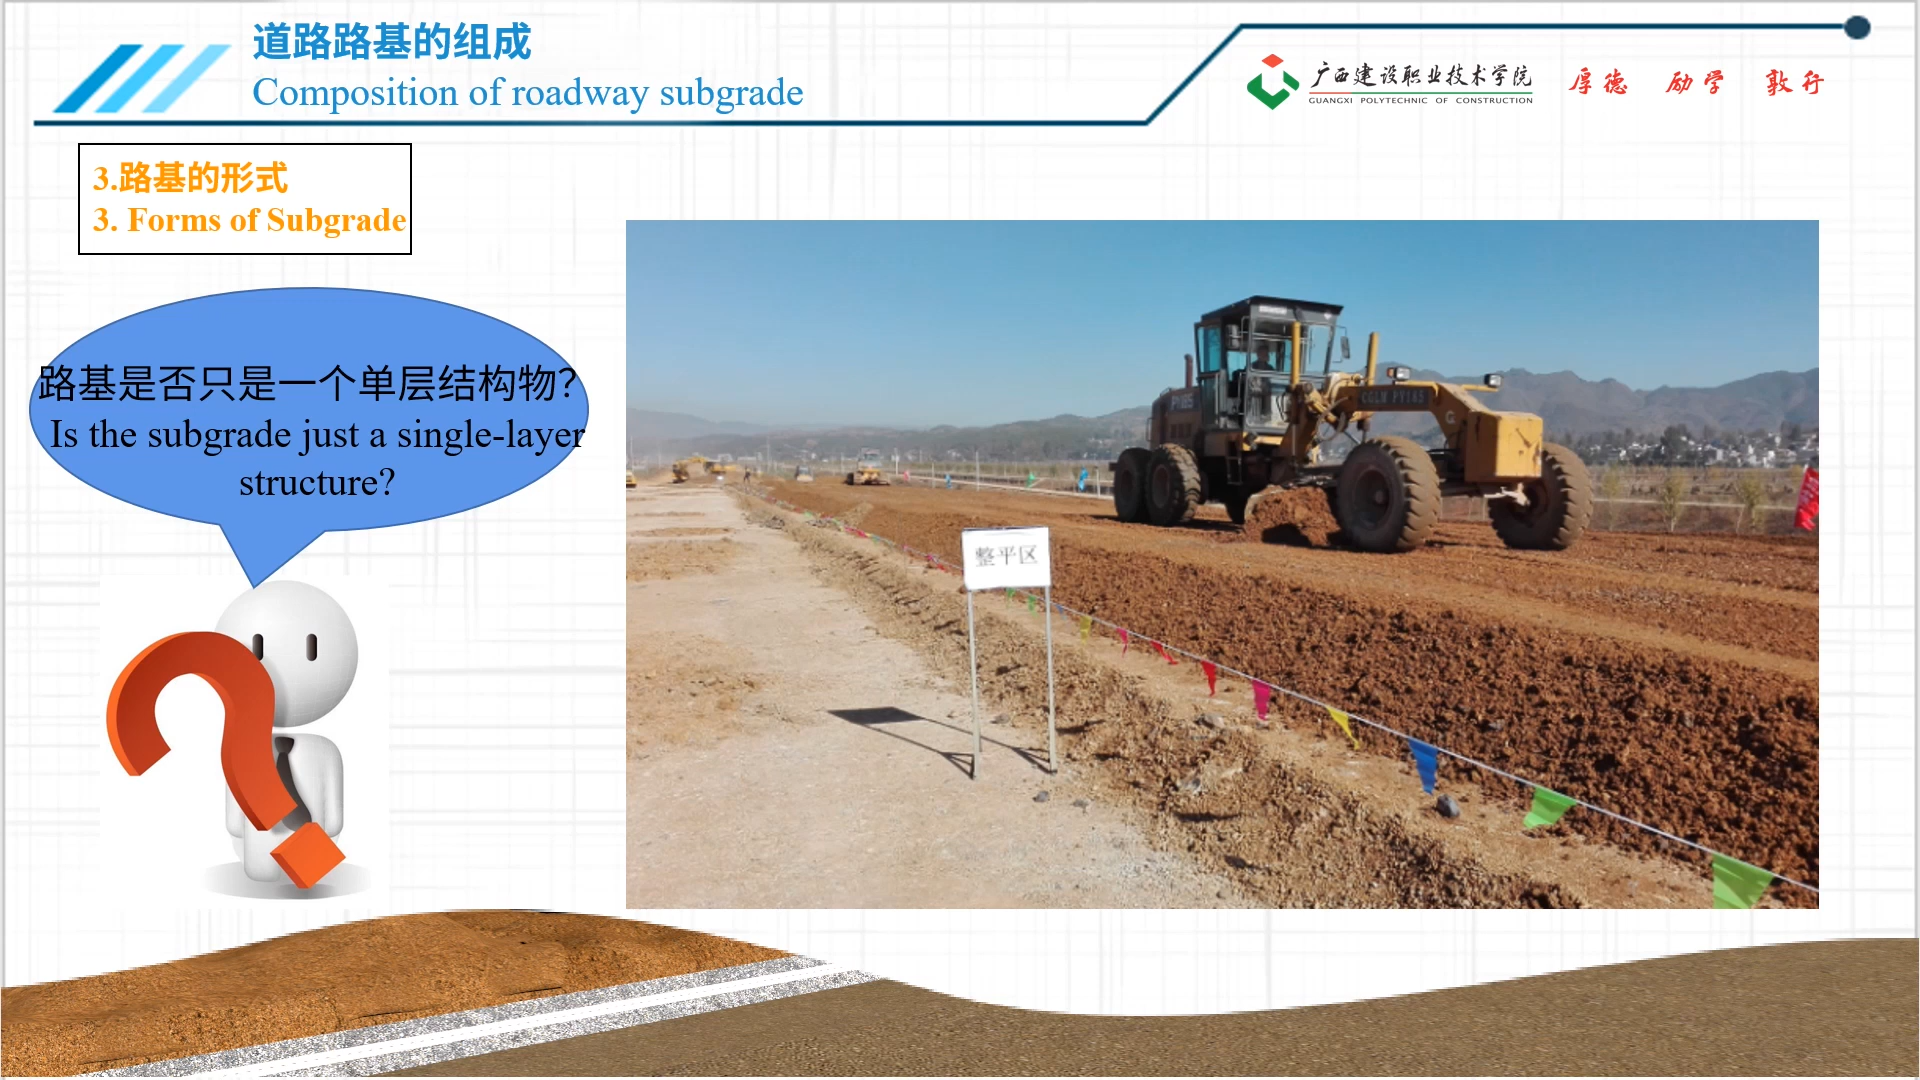 道路路基的组成
Composition of roadway subgrade
广西建设职业技术学院
GUANGXI POLYTECHNIC OF CONSTRUCTION
厚德 励学 敦行
3.路基的形式
3. Forms of Subgrade
路基是否只是一个单层结构物?
Is the subgrade just a single-layer
structure?
PY185
CGLM PY185
整平区